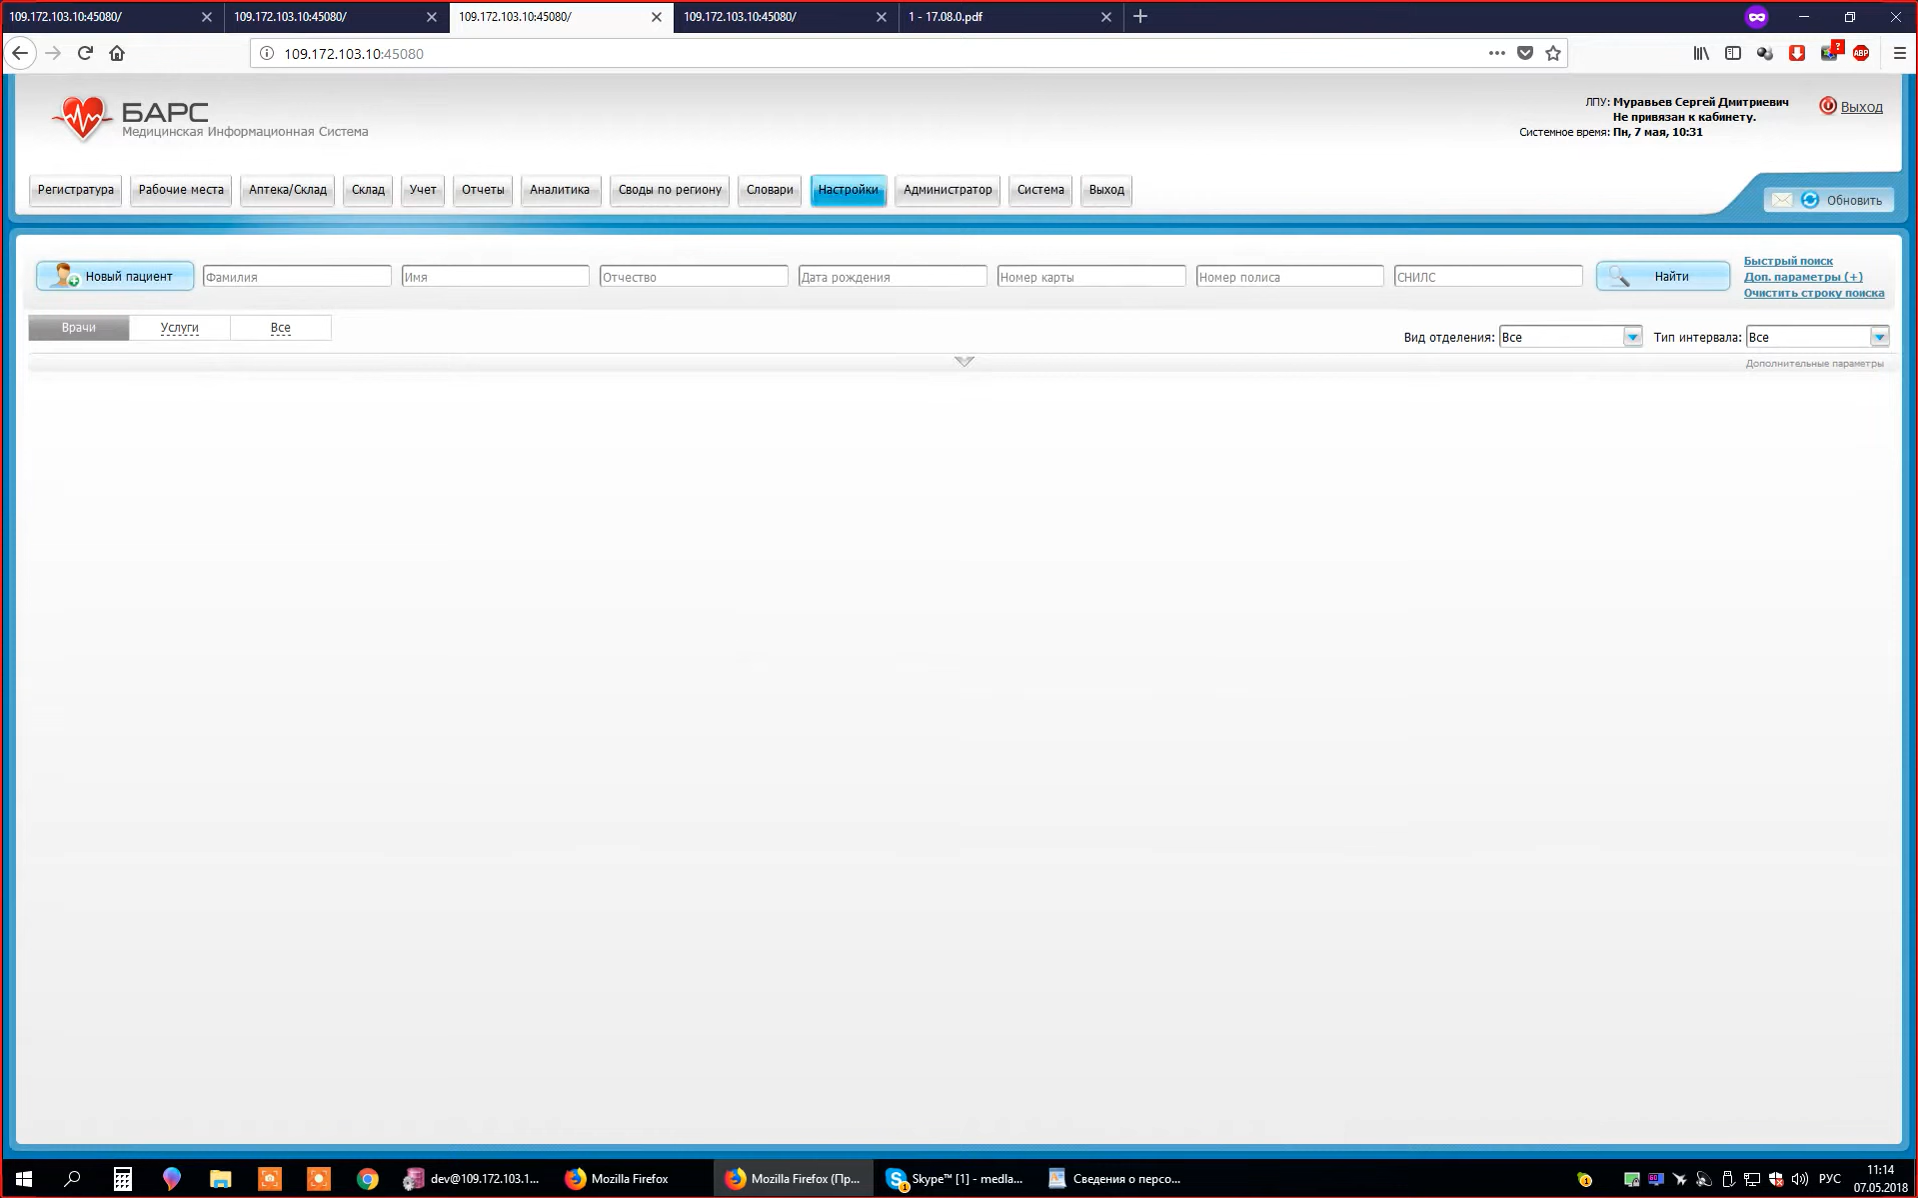 109.172.103.10:45080/ 109.172.103.10:45080/ 109.172.103.10:45080/ 109.172.103.10:45080/ 1 - 17.08.0.pdf
109.172.103.10:45080
БАРС
Медицинская Информационная Система
ЛПУ: Муравьев Сергей Дмитриевич
Не привязан к кабинету.
Системное время: Пн, 7 мая, 10:31
Выход
Регистратура Рабочие места Аптека/Склад Склад Учет Отчеты Аналитика Своды по региону Словари Настройки Администратор Система Выход
Обновить
Новый пациент Фамилия Имя Отчество Дата рождения Номер карты Номер полиса СНИЛС Найти
Быстрый поиск
Доп. параметры (+)
Очистить строку поиска
Врачи Услуги Все
Вид отделения: Все Тип интервала: Все
Дополнительные параметры
dev@109.172.103.1... Mozilla Firefox Mozilla Firefox (Пр... Skype™ [1] - medla... Сведения о персо...
РУС
11:14
07.05.2018